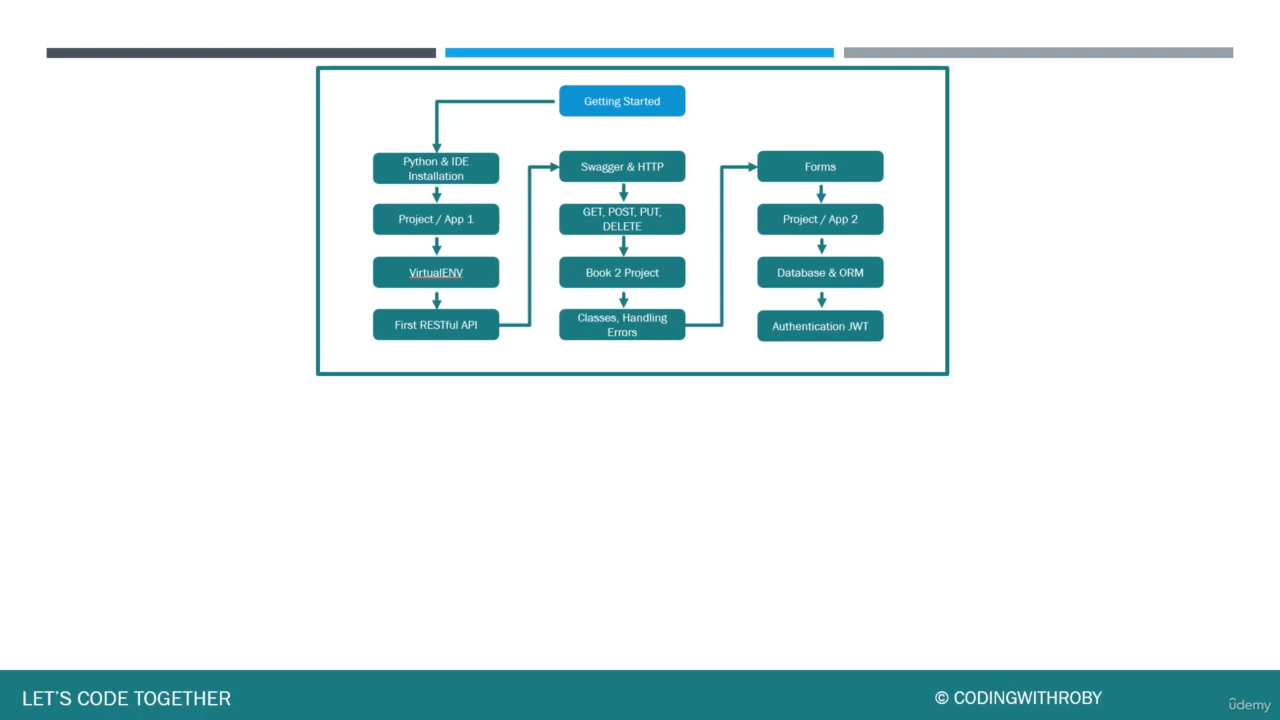 Getting Started
Python & IDE
Installation
Project / App 1
VirtualENV
First RESTful API
Swagger & HTTP
GET, POST, PUT,
DELETE
Book 2 Project
Classes, Handling
Errors
Forms
Project / App 2
Database & ORM
Authentication JWT
LET'S CODE TOGETHER
© CODINGWITHROBY
ûdemy